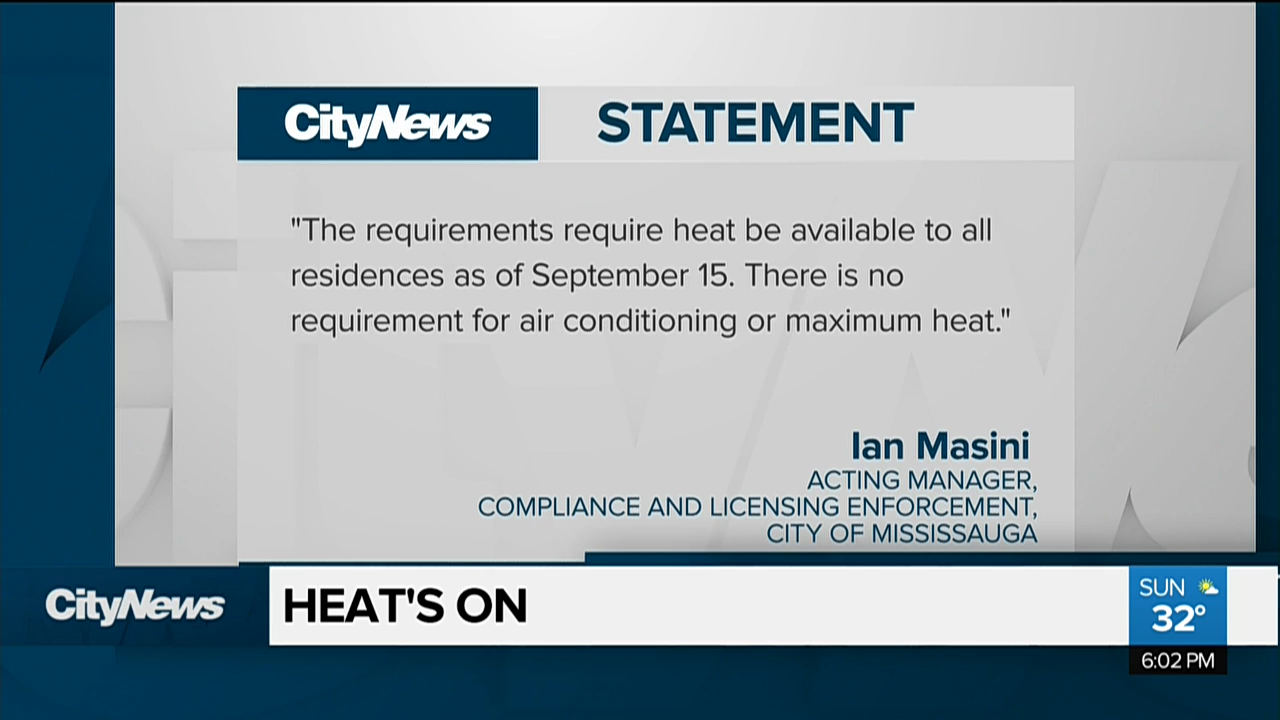 CityNews STATEMENT
"The requirements require heat be available to all
residences as of September 15. There is no
requirement for air conditioning or maximum heat."
Ian Masini
ACTING MANAGER,
COMPLIANCE AND LICENSING ENFORCEMENT,
CITY OF MISSISSAUGA
CityNews HEAT'S ON
SUN
32°
6:02 PM